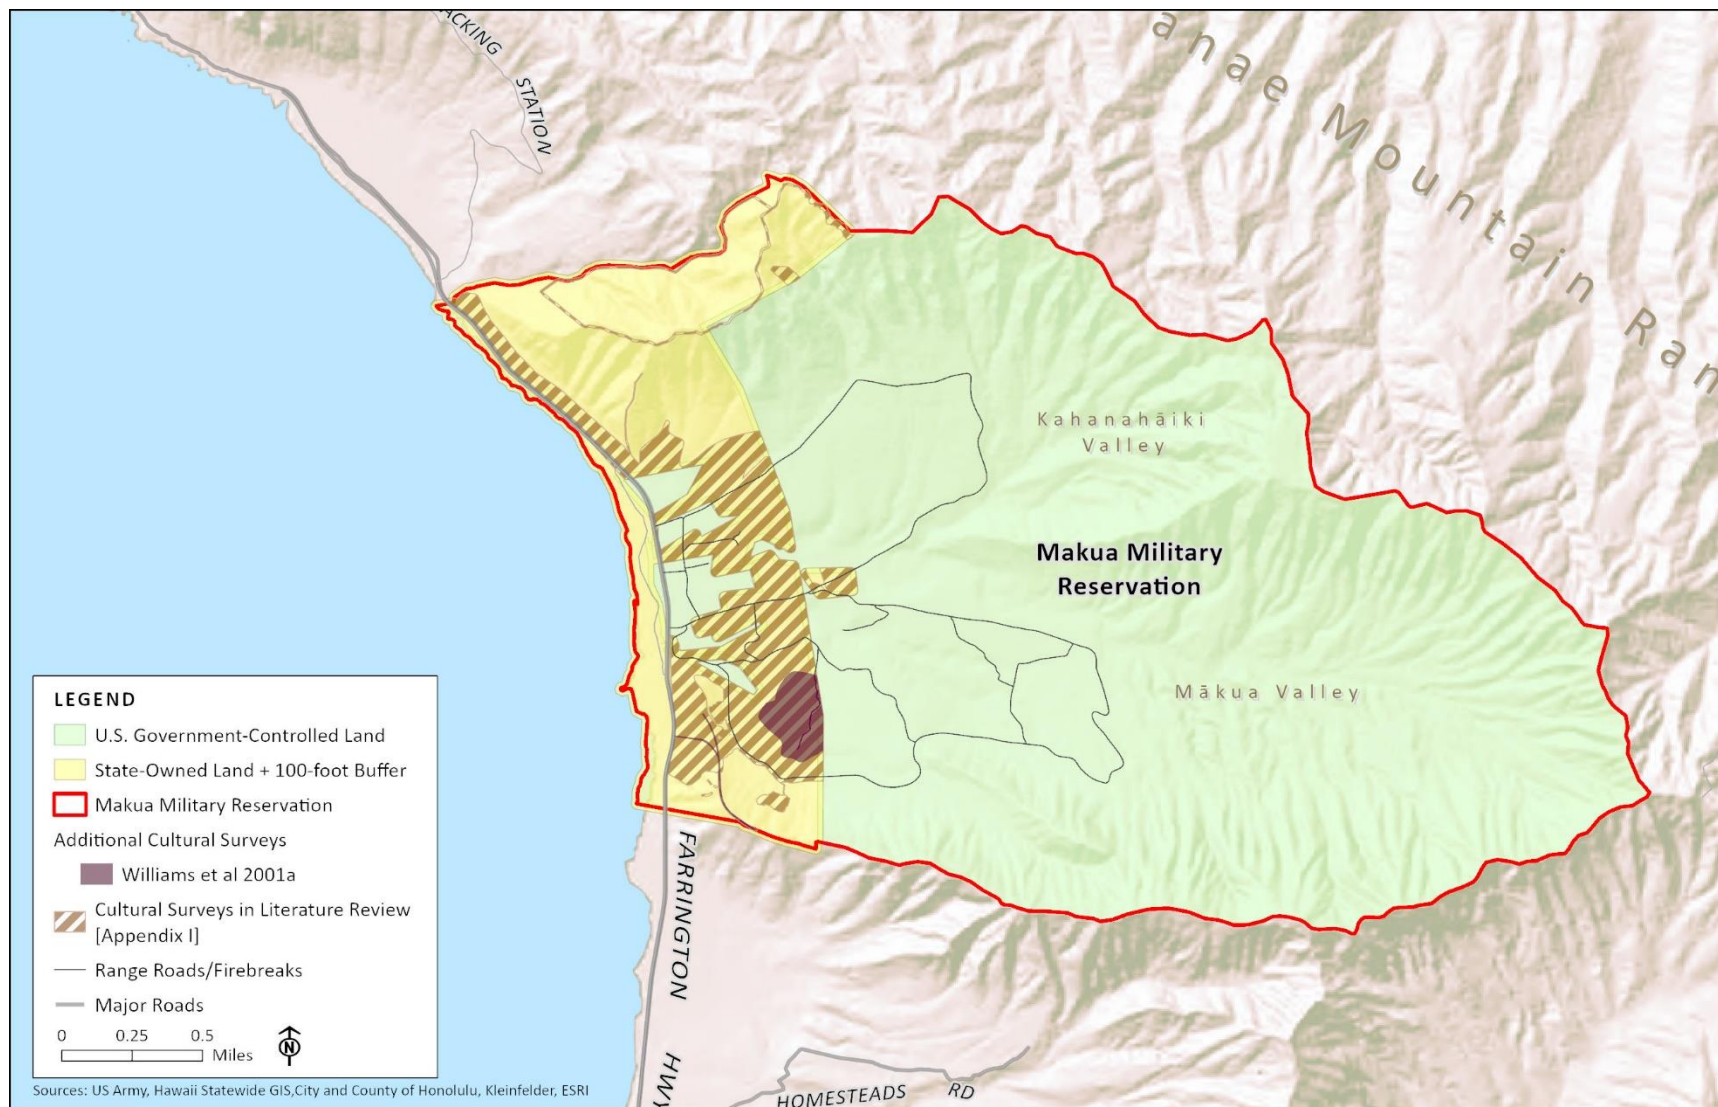 ACKING
STATION
anae Mountain Ran
Kahanahāiki
Valley
Makua Military
Reservation
Mākua Valley
LEGEND
U.S. Government-Controlled Land
State-Owned Land + 100-foot Buffer
Makua Military Reservation
Additional Cultural Surveys
Williams et al 2001a
Cultural Surveys in Literature Review
[Appendix I]
Range Roads/Firebreaks
Major Roads
0 0.25 0.5
Miles
N
FARRINGTON HWY
HOMESTEADS RD
Sources: US Army, Hawaii Statewide GIS,City and County of Honolulu, Kleinfelder, ESRI